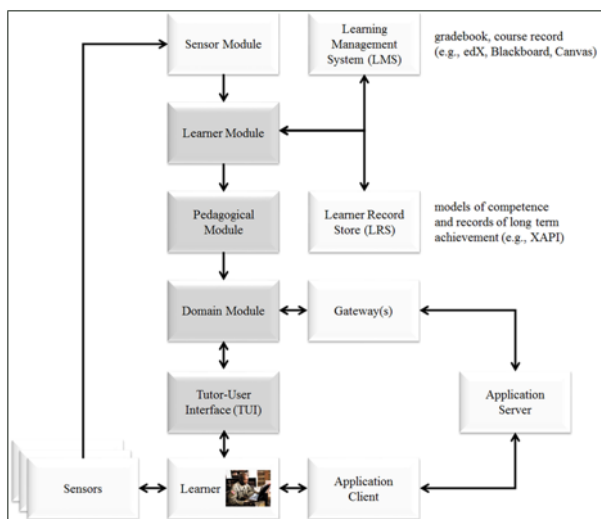 Sensor Module
Learning
Management
System (LMS)
gradebook, course record
(e.g., edX, Blackboard, Canvas)
Learner Module
Pedagogical
Module
Learner Record
Store (LRS)
models of competence
and records of long term
achievement (e.g., XAPI)
Domain Module
Gateway(s)
Tutor-User
Interface (TUI)
Application
Server
Sensors
Learner
Application
Client